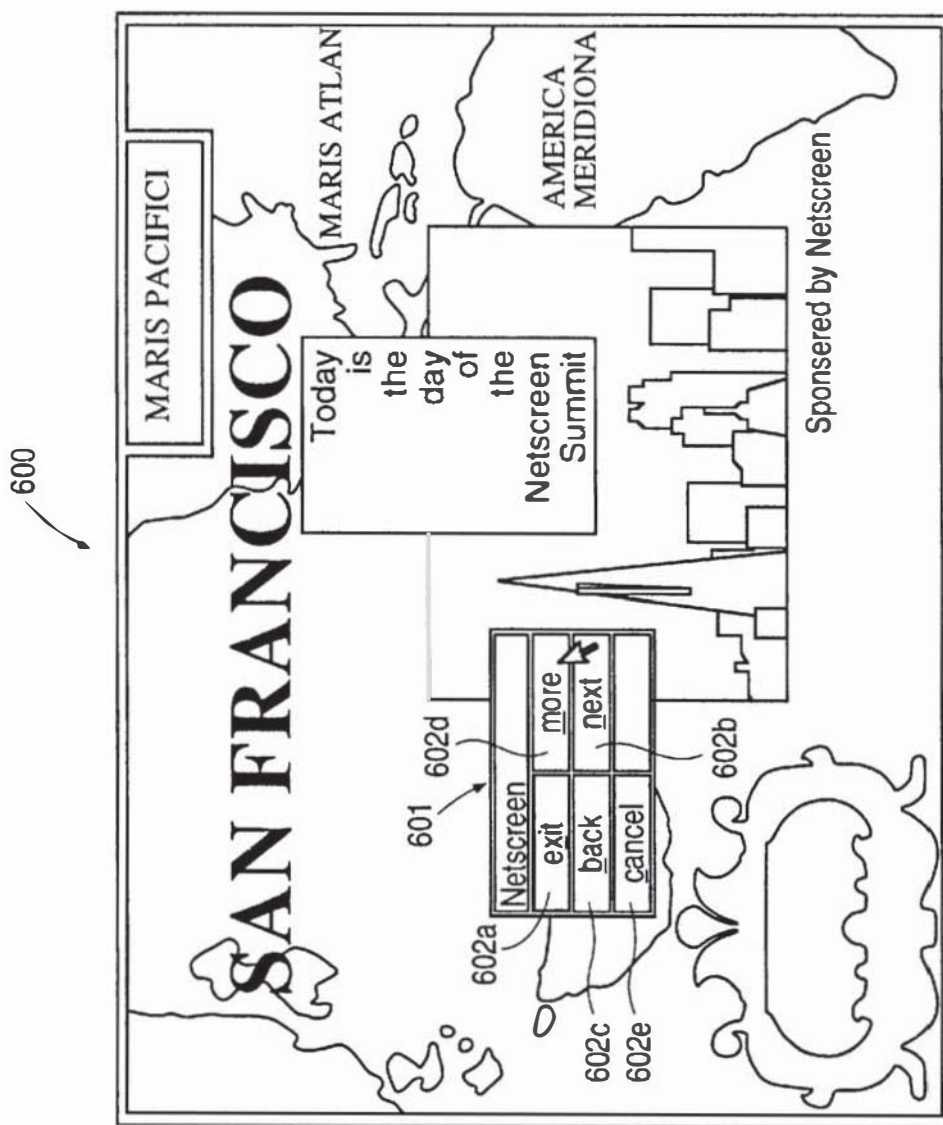 600
MARIS PACIFICI
SAN FRANCISCO
MARIS ATLAN
Today
is
the
day
of
the
Netscreen
Summit
AMERICA
MERIDIONA
601
602d
Netscreen
exit
more
back
next
cancel
602a
602c
602e
602b
Sponsered by Netscreen